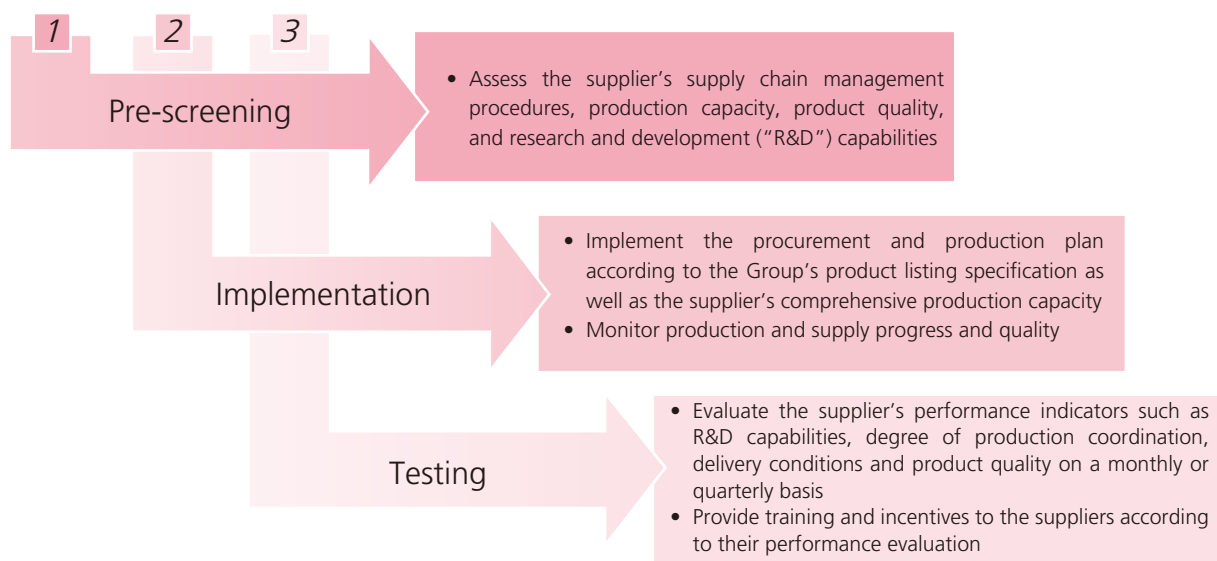 1
2
3
Pre-screening
• Assess the supplier’s supply chain management
procedures, production capacity, product quality,
and research and development (“R&D”) capabilities
Implementation
• Implement the procurement and production plan
according to the Group’s product listing specification as
well as the supplier’s comprehensive production capacity
• Monitor production and supply progress and quality
Testing
• Evaluate the supplier’s performance indicators such as
R&D capabilities, degree of production coordination,
delivery conditions and product quality on a monthly or
quarterly basis
• Provide training and incentives to the suppliers according
to their performance evaluation